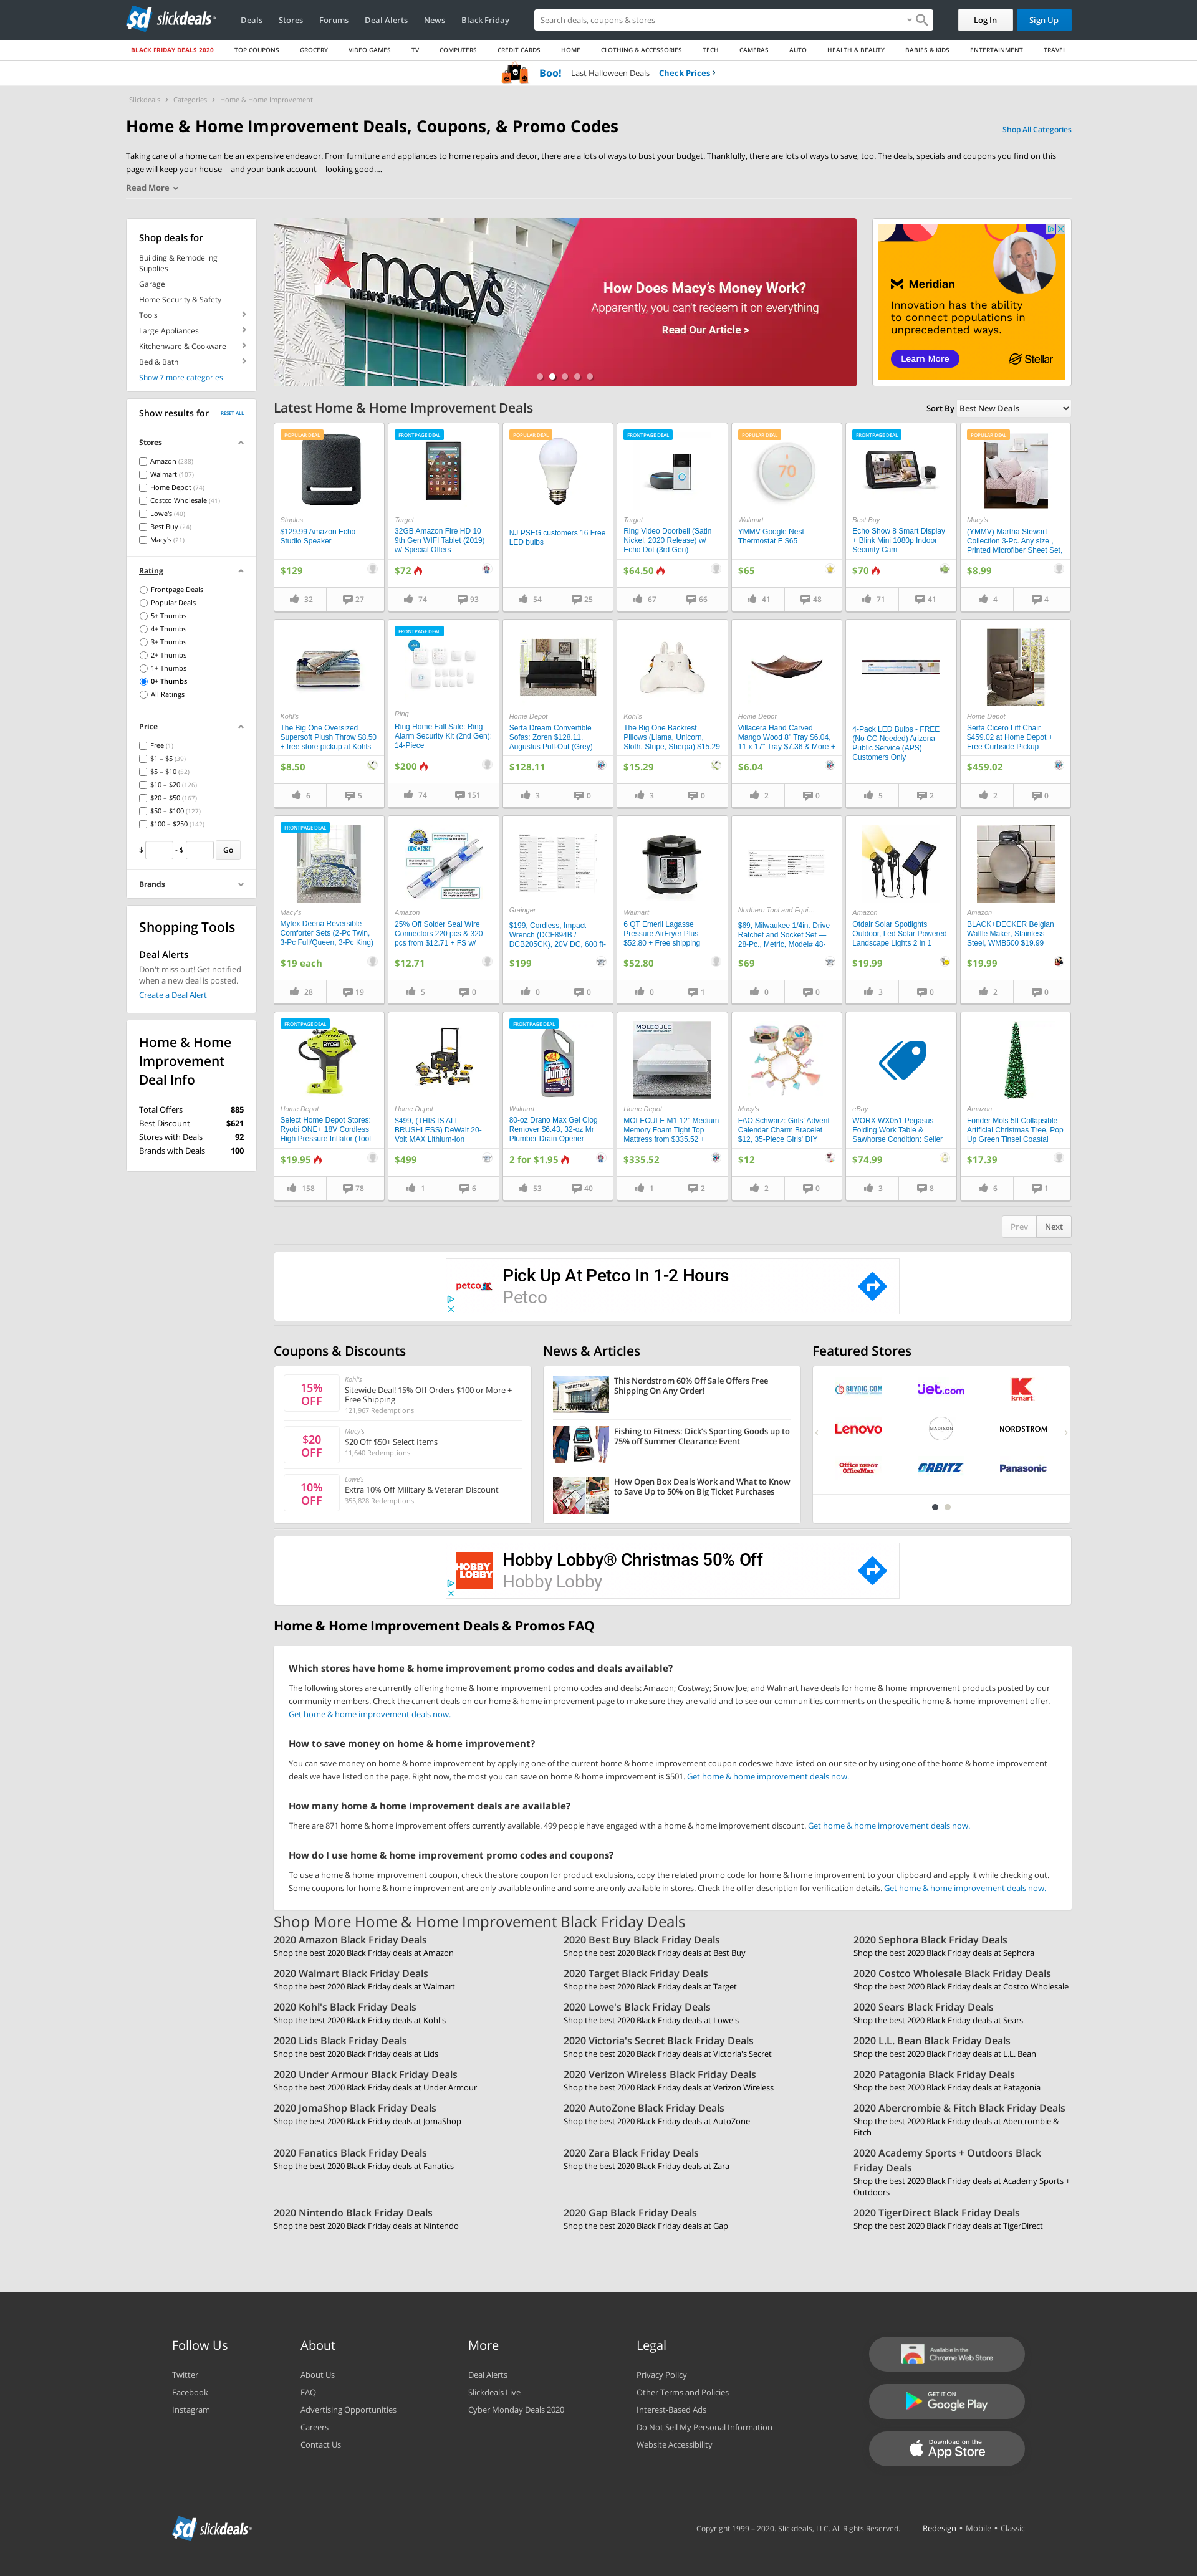 sd slickdeals
Deals
Stores
Forums
Deal Alerts
News
Black Friday
Search deals, coupons & stores
Log In
Sign Up
BLACK FRIDAY DEALS 2020
TOP COUPONS
GROCERY
VIDEO GAMES
TV
COMPUTERS
CREDIT CARDS
HOME
CLOTHING & ACCESSORIES
TECH
CAMERAS
AUTO
HEALTH & BEAUTY
BABIES & KIDS
ENTERTAINMENT
TRAVEL
Boo! Last Halloween Deals Check Prices ›
Slickdeals > Categories > Home & Home Improvement
Home & Home Improvement Deals, Coupons, & Promo Codes
Shop All Categories
Taking care of a home can be an expensive endeavor. From furniture and appliances to home repairs and decor, there are a lots of ways to bust your budget. Thankfully, there are lots of ways to save, too. The deals, specials and coupons you find on this
page will keep your house -- and your bank account -- looking good....
Read More
Shop deals for
Building & Remodeling
Supplies
Garage
Home Security & Safety
Tools
Large Appliances
Kitchenware & Cookware
Bed & Bath
Show 7 more categories
Show results for
RESET ALL
Stores
Amazon (288)
Walmart (107)
Home Depot (74)
Costco Wholesale (41)
Lowe's (40)
Best Buy (24)
Macy's (21)
Rating
Frontpage Deals
Popular Deals
5+ Thumbs
4+ Thumbs
3+ Thumbs
2+ Thumbs
1+ Thumbs
0+ Thumbs
All Ratings
Price
Free (1)
$1 – $5 (39)
$5 – $10 (52)
$10 – $20 (126)
$20 – $50 (167)
$50 – $100 (127)
$100 – $250 (142)
$ - $ Go
Brands
Shopping Tools
Deal Alerts
Don't miss out! Get notified
when a new deal is posted.
Create a Deal Alert
Home & Home
Improvement
Deal Info
Total Offers 885
Best Discount $621
Stores with Deals 92
Brands with Deals 100
macy's
MEN'S HOME FURNITURE
How Does Macy's Money Work?
Apparently, you can't redeem it on everything
Read Our Article >
Meridian
Innovation has the ability
to connect populations in
unprecedented ways.
Learn More
Stellar
Latest Home & Home Improvement Deals
Sort By Best New Deals
POPULAR DEAL
Staples
$129.99 Amazon Echo
Studio Speaker
$129
32
27
FRONTPAGE DEAL
Target
32GB Amazon Fire HD 10
9th Gen WIFI Tablet (2019)
w/ Special Offers
$72
74
93
POPULAR DEAL
NJ PSEG customers 16 Free
LED bulbs
54
25
FRONTPAGE DEAL
Target
Ring Video Doorbell (Satin
Nickel, 2020 Release) w/
Echo Dot (3rd Gen)
$64.50
67
66
POPULAR DEAL
70
Walmart
YMMV Google Nest
Thermostat E $65
$65
41
48
FRONTPAGE DEAL
Best Buy
Echo Show 8 Smart Display
+ Blink Mini 1080p Indoor
Security Cam
$70
71
41
POPULAR DEAL
Macy's
(YMMV) Martha Stewart
Collection 3-Pc. Any size ,
Printed Microfiber Sheet Set,
$8.99
4
4
Kohl's
The Big One Oversized
Supersoft Plush Throw $8.50
+ free store pickup at Kohls
$8.50
6
5
FRONTPAGE DEAL
Ring
Ring Home Fall Sale: Ring
Alarm Security Kit (2nd Gen):
14-Piece
$200
74
151
Home Depot
Serta Dream Convertible
Sofas: Zoren $128.11,
Augustus Pull-Out (Grey)
$128.11
3
0
Kohl's
The Big One Backrest
Pillows (Llama, Unicorn,
Sloth, Stripe, Sherpa) $15.29
$15.29
3
0
Home Depot
Villacera Hand Carved
Mango Wood 8" Tray $6.04,
11 x 17" Tray $7.36 & More +
$6.04
2
0
4-Pack LED Bulbs - FREE
(No CC Needed) Arizona
Public Service (APS)
Customers Only
5
2
Home Depot
Serta Cicero Lift Chair
$459.02 at Home Depot +
Free Curbside Pickup
$459.02
2
0
FRONTPAGE DEAL
Macy's
Mytex Deena Reversible
Comforter Sets (2-Pc Twin,
3-Pc Full/Queen, 3-Pc King)
$19 each
28
19
Amazon
25% Off Solder Seal Wire
Connectors 220 pcs & 320
pcs from $12.71 + FS w/
$12.71
5
0
Grainger
$199, Cordless, Impact
Wrench (DCF894B /
DCB205CK), 20V DC, 600 ft-
$199
0
0
Walmart
6 QT Emeril Lagasse
Pressure AirFryer Plus
$52.80 + Free shipping
$52.80
0
1
Northern Tool and Equi...
$69, Milwaukee 1/4in. Drive
Ratchet and Socket Set —
28-Pc., Metric, Model# 48-
$69
0
0
Amazon
Otdair Solar Spotlights
Outdoor, Led Solar Powered
Landscape Lights 2 in 1
$19.99
3
0
Amazon
BLACK+DECKER Belgian
Waffle Maker, Stainless
Steel, WMB500 $19.99
$19.99
2
0
FRONTPAGE DEAL
RYOBI
Home Depot
Select Home Depot Stores:
Ryobi ONE+ 18V Cordless
High Pressure Inflator (Tool
$19.95
158
78
Home Depot
$499, (THIS IS ALL
BRUSHLESS) DeWalt 20-
Volt MAX Lithium-Ion
$499
1
6
FRONTPAGE DEAL
Walmart
80-oz Drano Max Gel Clog
Remover $6.43, 32-oz Mr
Plumber Drain Opener
2 for $1.95
53
40
MOLECULE
Home Depot
MOLECULE M1 12" Medium
Memory Foam Tight Top
Mattress from $335.52 +
$335.52
1
2
Macy's
FAO Schwarz: Girls' Advent
Calendar Charm Bracelet
$12, 35-Piece Girls' DIY
$12
2
0
eBay
WORX WX051 Pegasus
Folding Work Table &
Sawhorse Condition: Seller
$74.99
3
8
Amazon
Fonder Mols 5ft Collapsible
Artificial Christmas Tree, Pop
Up Green Tinsel Coastal
$17.39
6
1
Prev Next
petco
Pick Up At Petco In 1-2 Hours
Petco
Coupons & Discounts
15%
OFF
Kohl's
Sitewide Deal! 15% Off Orders $100 or More +
Free Shipping
121,967 Redemptions
$20
OFF
Macy's
$20 Off $50+ Select Items
11,640 Redemptions
10%
OFF
Lowe's
Extra 10% Off Military & Veteran Discount
355,828 Redemptions
News & Articles
NORDSTROM
This Nordstrom 60% Off Sale Offers Free
Shipping On Any Order!
Fishing to Fitness: Dick's Sporting Goods up to
75% off Summer Clearance Event
How Open Box Deals Work and What to Know
to Save Up to 50% on Big Ticket Purchases
Featured Stores
BUYDIG.COM
jet.com
kmart
Lenovo
MADISON
NORDSTROM
Office DEPOT
OfficeMax
ORBITZ
Panasonic
HOBBY
LOBBY
Hobby Lobby® Christmas 50% Off
Hobby Lobby
Home & Home Improvement Deals & Promos FAQ
Which stores have home & home improvement promo codes and deals available?
The following stores are currently offering home & home improvement promo codes and deals: Amazon; Costway; Snow Joe; and Walmart have deals for home & home improvement products posted by our
community members. Check the current deals on our home & home improvement page to make sure they are valid and to see our communities comments on the specific home & home improvement offer.
Get home & home improvement deals now.
How to save money on home & home improvement?
You can save money on home & home improvement by applying one of the current home & home improvement coupon codes we have listed on our site or by using one of the home & home improvement
deals we have listed on the page. Right now, the most you can save on home & home improvement is $501. Get home & home improvement deals now.
How many home & home improvement deals are available?
There are 871 home & home improvement offers currently available. 499 people have engaged with a home & home improvement discount. Get home & home improvement deals now.
How do I use home & home improvement promo codes and coupons?
To use a home & home improvement coupon, check the store coupon for product exclusions, copy the related promo code for home & home improvement to your clipboard and apply it while checking out.
Some coupons for home & home improvement are only available online and some are only available in stores. Check the offer description for verification details. Get home & home improvement deals now.
Shop More Home & Home Improvement Black Friday Deals
2020 Amazon Black Friday Deals
Shop the best 2020 Black Friday deals at Amazon
2020 Best Buy Black Friday Deals
Shop the best 2020 Black Friday deals at Best Buy
2020 Sephora Black Friday Deals
Shop the best 2020 Black Friday deals at Sephora
2020 Walmart Black Friday Deals
Shop the best 2020 Black Friday deals at Walmart
2020 Target Black Friday Deals
Shop the best 2020 Black Friday deals at Target
2020 Costco Wholesale Black Friday Deals
Shop the best 2020 Black Friday deals at Costco Wholesale
2020 Kohl's Black Friday Deals
Shop the best 2020 Black Friday deals at Kohl's
2020 Lowe's Black Friday Deals
Shop the best 2020 Black Friday deals at Lowe's
2020 Sears Black Friday Deals
Shop the best 2020 Black Friday deals at Sears
2020 Lids Black Friday Deals
Shop the best 2020 Black Friday deals at Lids
2020 Victoria's Secret Black Friday Deals
Shop the best 2020 Black Friday deals at Victoria's Secret
2020 L.L. Bean Black Friday Deals
Shop the best 2020 Black Friday deals at L.L. Bean
2020 Under Armour Black Friday Deals
Shop the best 2020 Black Friday deals at Under Armour
2020 Verizon Wireless Black Friday Deals
Shop the best 2020 Black Friday deals at Verizon Wireless
2020 Patagonia Black Friday Deals
Shop the best 2020 Black Friday deals at Patagonia
2020 JomaShop Black Friday Deals
Shop the best 2020 Black Friday deals at JomaShop
2020 AutoZone Black Friday Deals
Shop the best 2020 Black Friday deals at AutoZone
2020 Abercrombie & Fitch Black Friday Deals
Shop the best 2020 Black Friday deals at Abercrombie &
Fitch
2020 Fanatics Black Friday Deals
Shop the best 2020 Black Friday deals at Fanatics
2020 Zara Black Friday Deals
Shop the best 2020 Black Friday deals at Zara
2020 Academy Sports + Outdoors Black
Friday Deals
Shop the best 2020 Black Friday deals at Academy Sports +
Outdoors
2020 Nintendo Black Friday Deals
Shop the best 2020 Black Friday deals at Nintendo
2020 Gap Black Friday Deals
Shop the best 2020 Black Friday deals at Gap
2020 TigerDirect Black Friday Deals
Shop the best 2020 Black Friday deals at TigerDirect
Follow Us
Twitter
Facebook
Instagram
About
About Us
FAQ
Advertising Opportunities
Careers
Contact Us
More
Deal Alerts
Slickdeals Live
Cyber Monday Deals 2020
Legal
Privacy Policy
Other Terms and Policies
Interest-Based Ads
Do Not Sell My Personal Information
Website Accessibility
Available in the
Chrome Web Store
GET IT ON
Google Play
Download on the
App Store
sd slickdeals
Copyright 1999 – 2020. Slickdeals, LLC. All Rights Reserved.
Redesign • Mobile • Classic